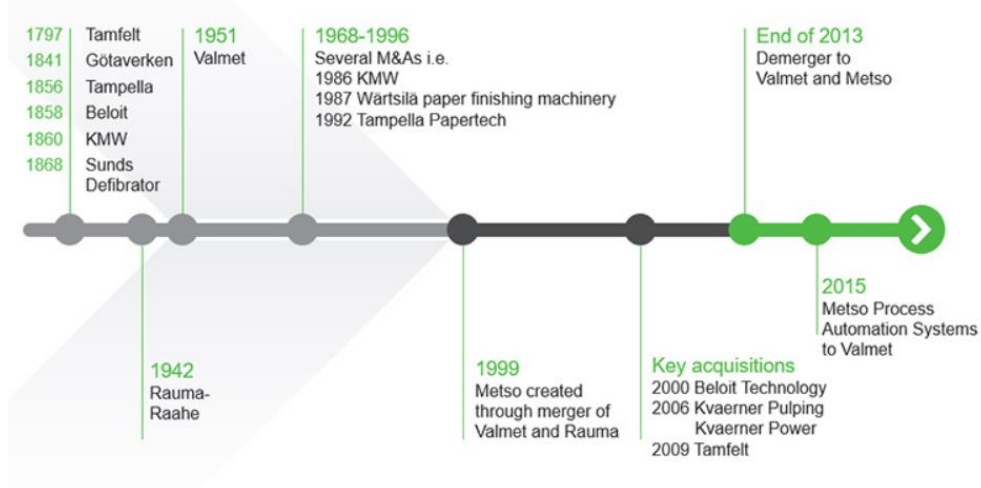 1797 Tamfelt
1841 Götaverken
1856 Tampella
1858 Beloit
1860 KMW
1868 Sunds
Defibrator
1942
Rauma-
Raahe
1951
Valmet
1968-1996
Several M&As i.e.
1986 KMW
1987 Wärtsilä paper finishing machinery
1992 Tampella Papertech
1999
Metso created
through merger of
Valmet and Rauma
Key acquisitions
2000 Beloit Technology
2006 Kvaerner Pulping
Kvaerner Power
2009 Tamfelt
End of 2013
Demerger to
Valmet and Metso
2015
Metso Process
Automation Systems
to Valmet